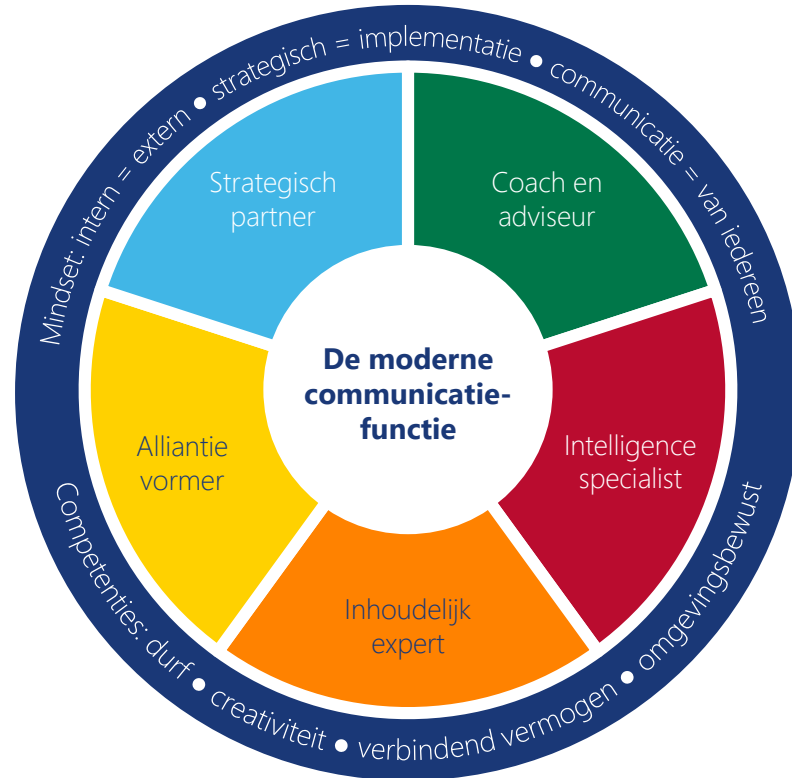 Mindset: intern = extern ● strategisch = implementatie ● communicatie = van iedereen
Strategisch
partner
Coach en
adviseur
De moderne
communicatie-
functie
Alliantie
vormer
Intelligence
specialist
Inhoudelijk
expert
Competenties: durf ● creativiteit ● verbindend vermogen ● omgevingsbewust